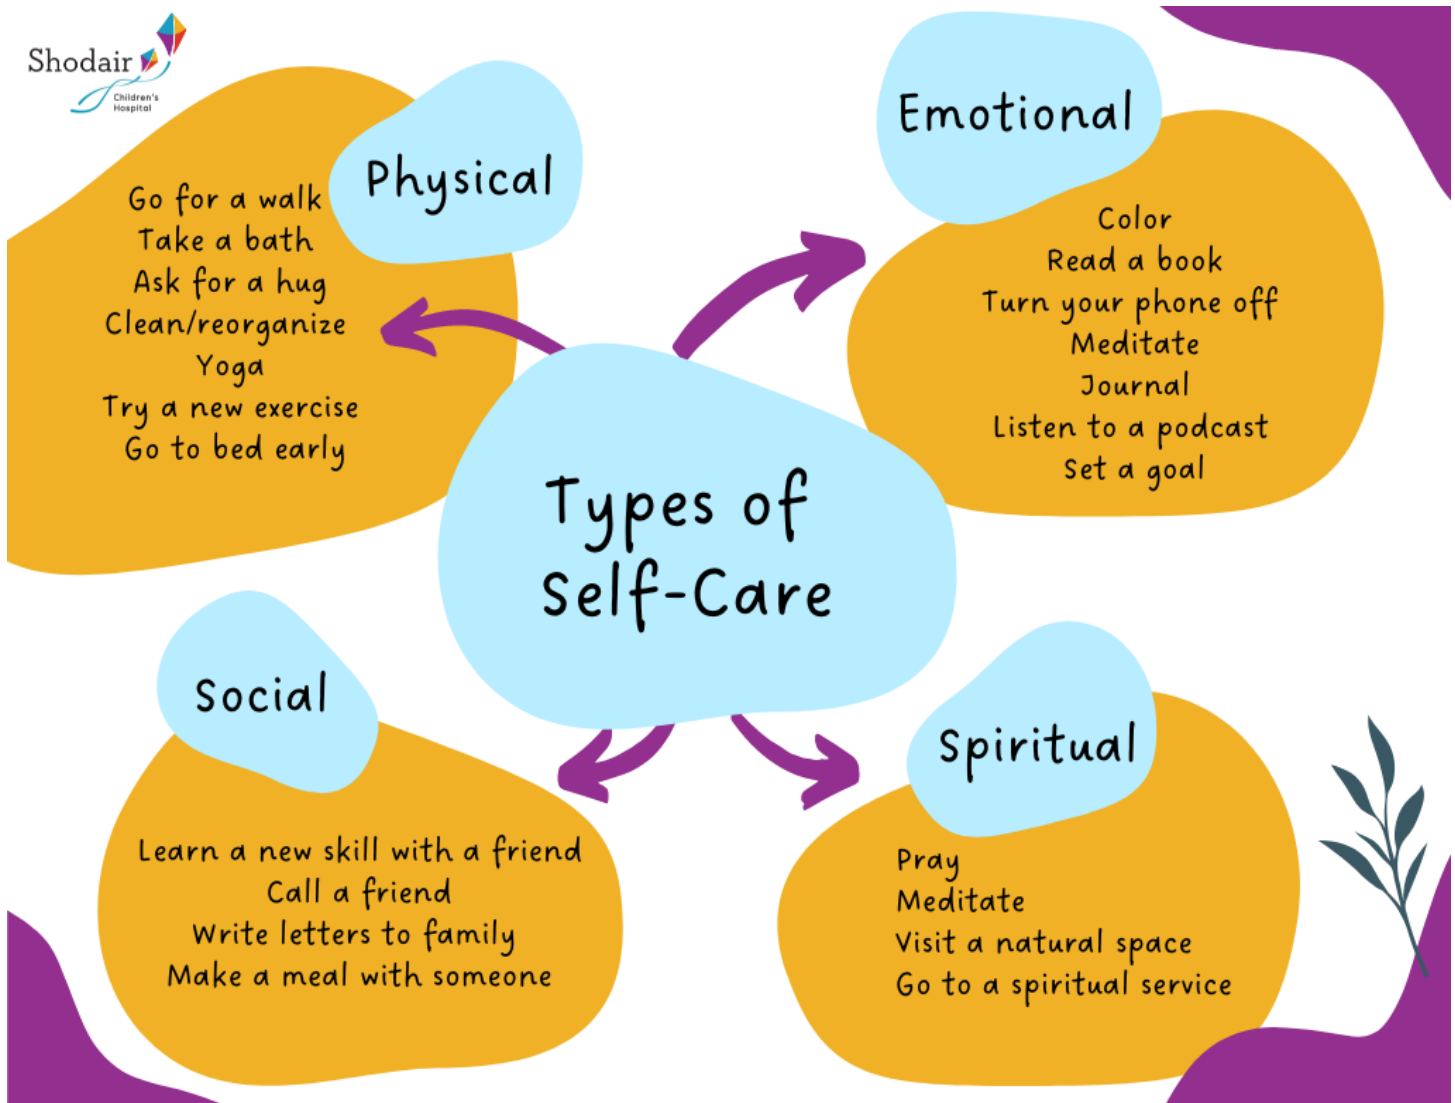 Shodair
Children's
Hospital
Physical
Go for a walk
Take a bath
Ask for a hug
Clean/reorganize
Yoga
Try a new exercise
Go to bed early
Emotional
Color
Read a book
Turn your phone off
Meditate
Journal
Listen to a podcast
Set a goal
Types of
Self-Care
Social
Learn a new skill with a friend
Call a friend
Write letters to family
Make a meal with someone
Spiritual
Pray
Meditate
Visit a natural space
Go to a spiritual service